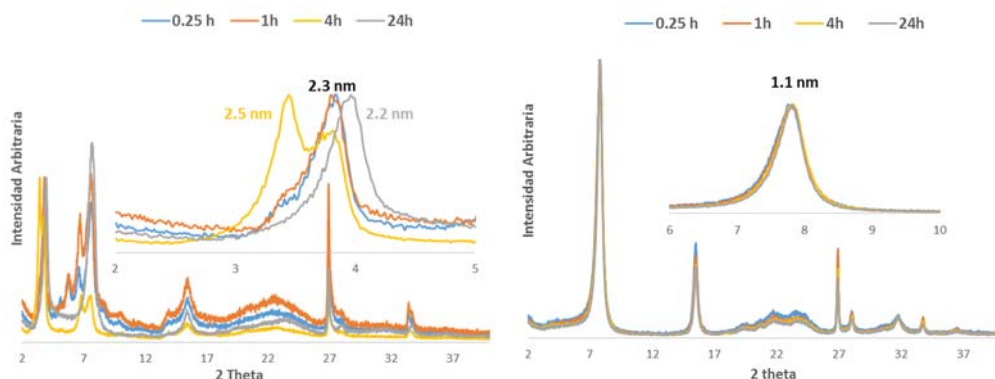 0.25 h 1h 4h 24h
2.3 nm
2.5 nm
2.2 nm
Intensidad Arbitraria
2 3 4 5
2 7 12 17 22 27 32 37
2 Theta
0.25 h 1h 4h 24h
1.1 nm
Intensidad Arbitraria
6 7 8 9 10
2 7 12 17 22 27 32 37
2 theta